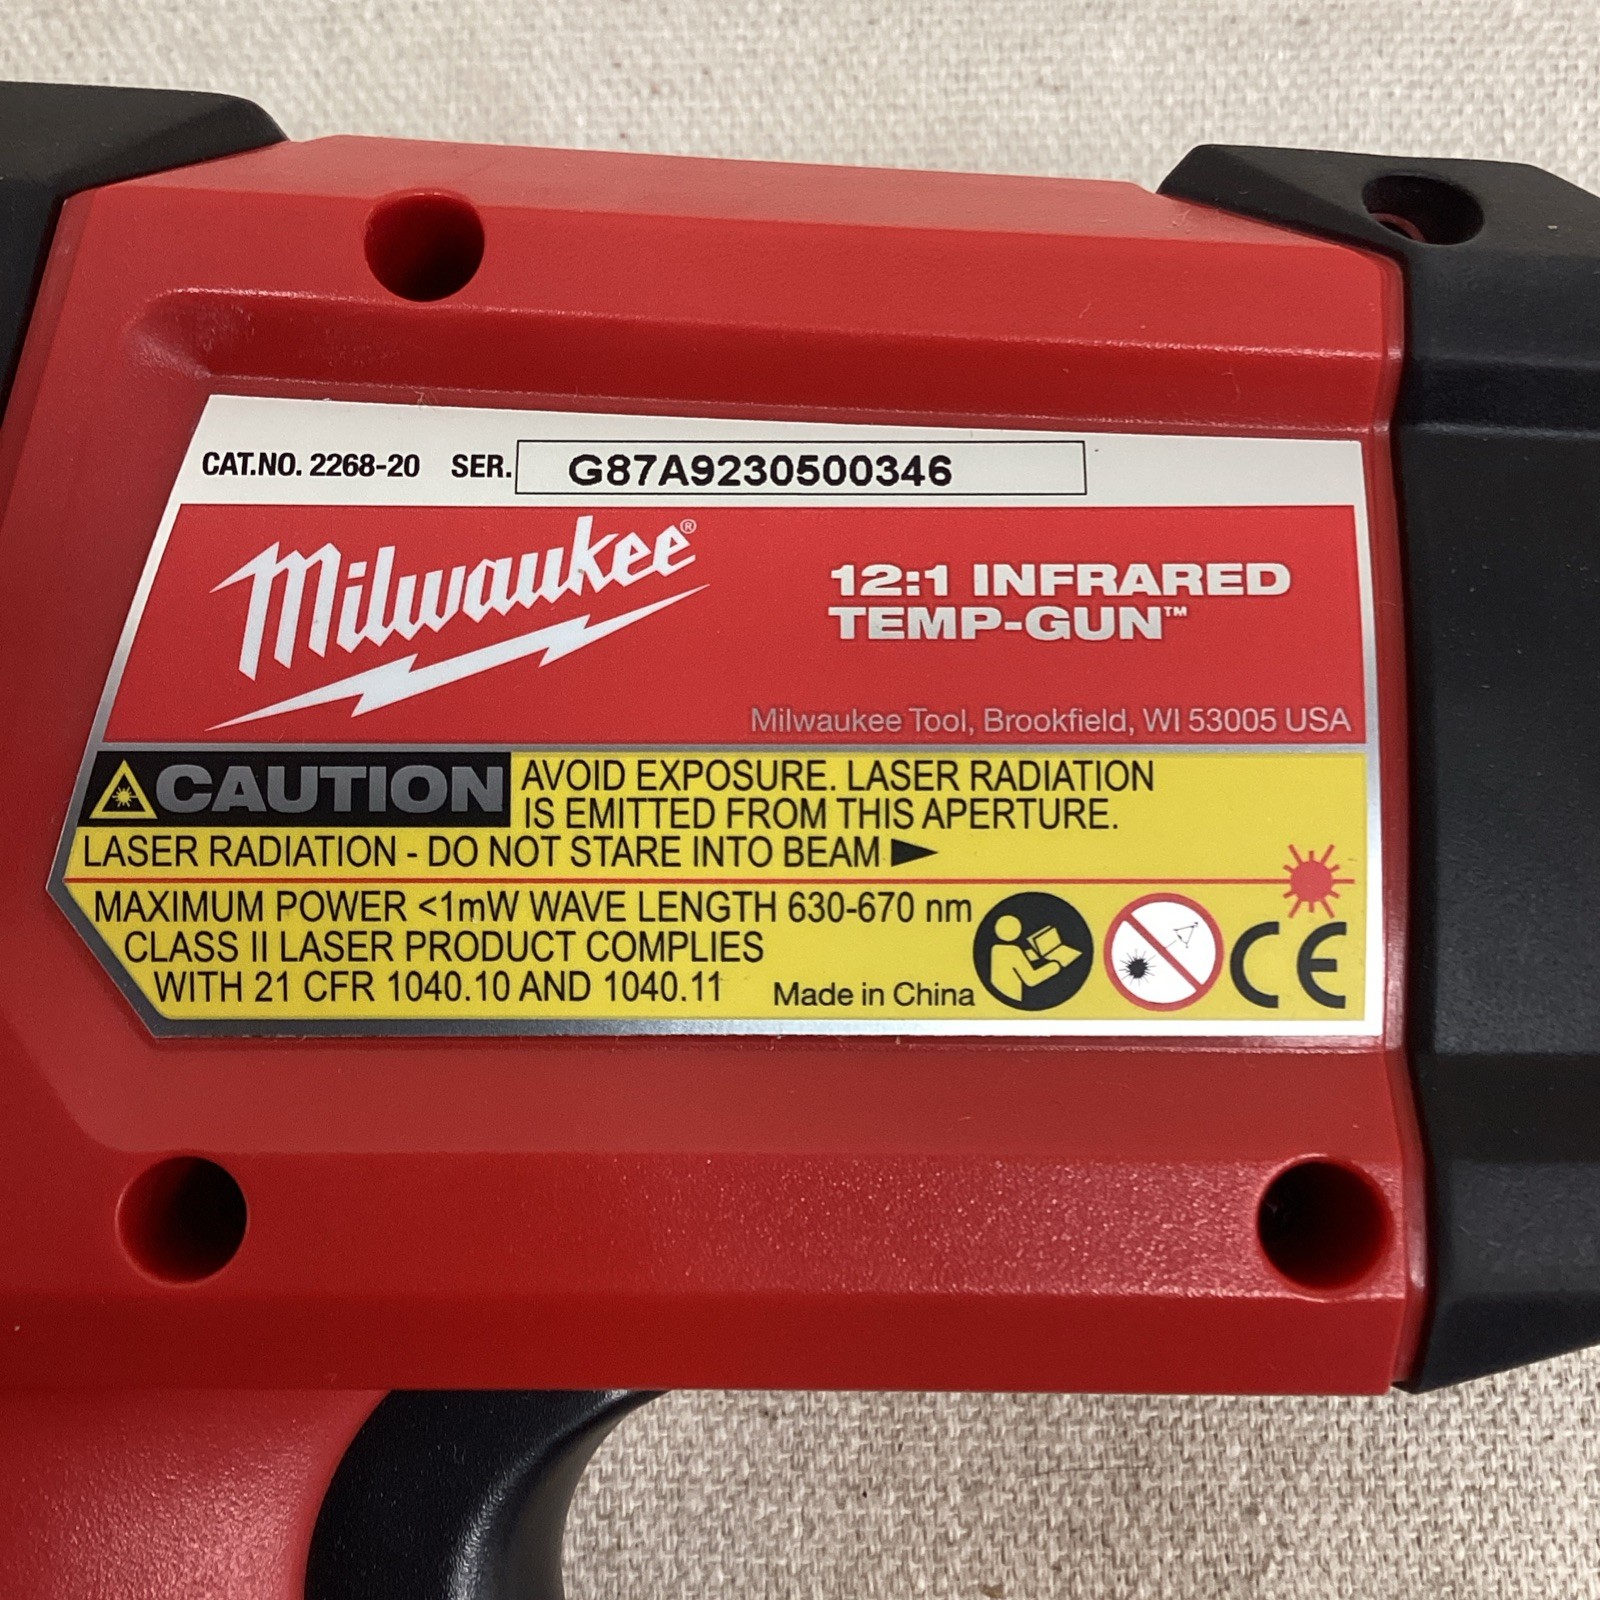 CAT.NO. 2268-20 SER. G87A9230500346
Milwaukee®
12:1 INFRARED
TEMP-GUN™
Milwaukee Tool, Brookfield, WI 53005 USA
CAUTION AVOID EXPOSURE. LASER RADIATION
IS EMITTED FROM THIS APERTURE.
LASER RADIATION - DO NOT STARE INTO BEAM
MAXIMUM POWER <1mW WAVE LENGTH 630-670 nm
CLASS II LASER PRODUCT COMPLIES
WITH 21 CFR 1040.10 AND 1040.11
Made in China
CE